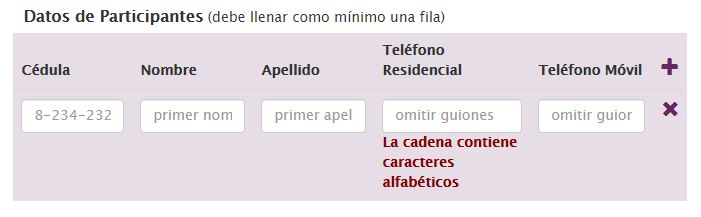 Datos de Participantes (debe llenar como mínimo una fila)
Teléfono
Cédula Nombre Apellido Residencial Teléfono Móvil
8-234-232 primer nom primer apel omitir guiones omitir guior
La cadena contiene
caracteres
alfabéticos